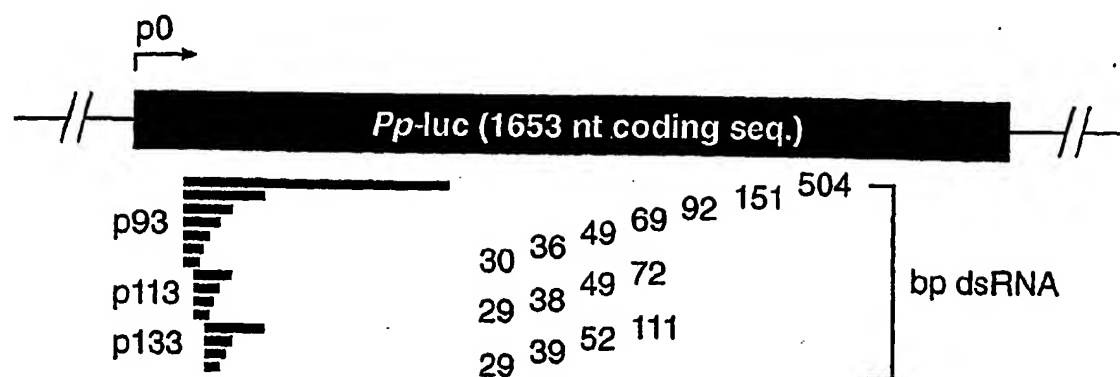 p0
Pp-luc (1653 nt coding seq.)
p93
30 36 49 69 92 151 504
p113
29 38 49 72
p133
29 39 52 111
bp dsRNA